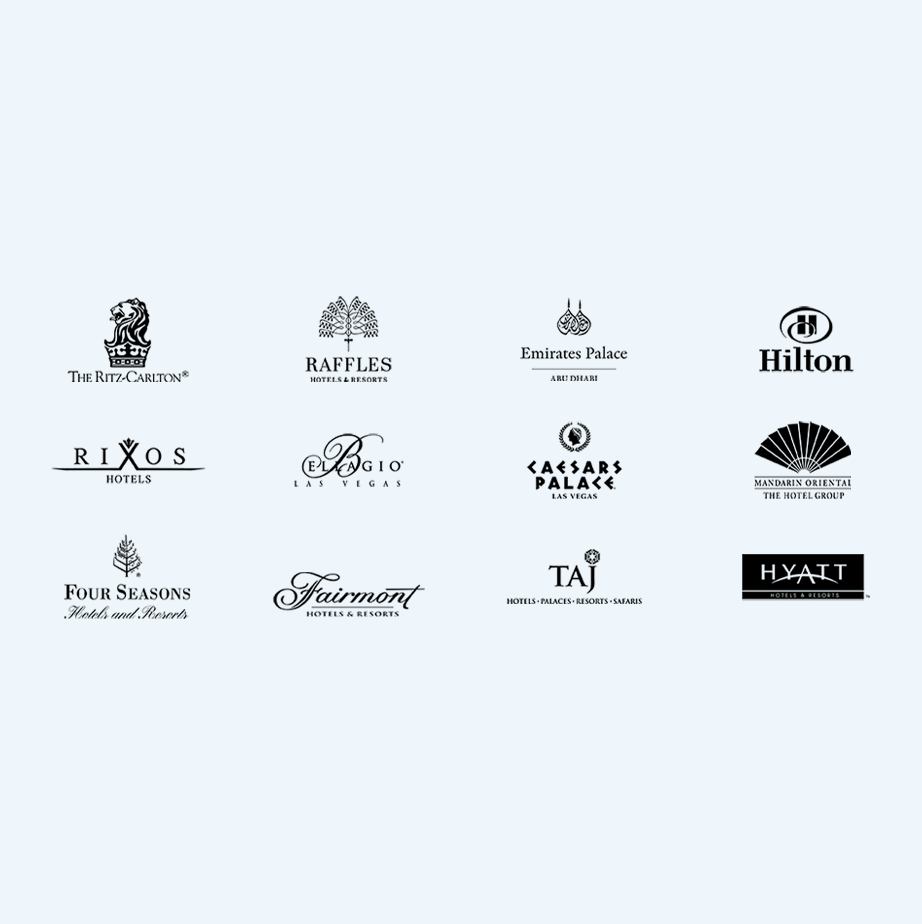 THE RITZ-CARLTON®
RAFFLES
HOTELS & RESORTS
Emirates Palace
ABU DHABI
Hilton
RIXOS
HOTELS
BELLAGIO®
LAS VEGAS
CAESARS
PALACE
LAS VEGAS
MANDARIN ORIENTAL
THE HOTEL GROUP
FOUR SEASONS
Hotels and Resorts
Fairmont
HOTELS & RESORTS
TAJ
HOTELS • PALACES • RESORTS • SAFARIS
HYATT
HOTELS & RESORTS™